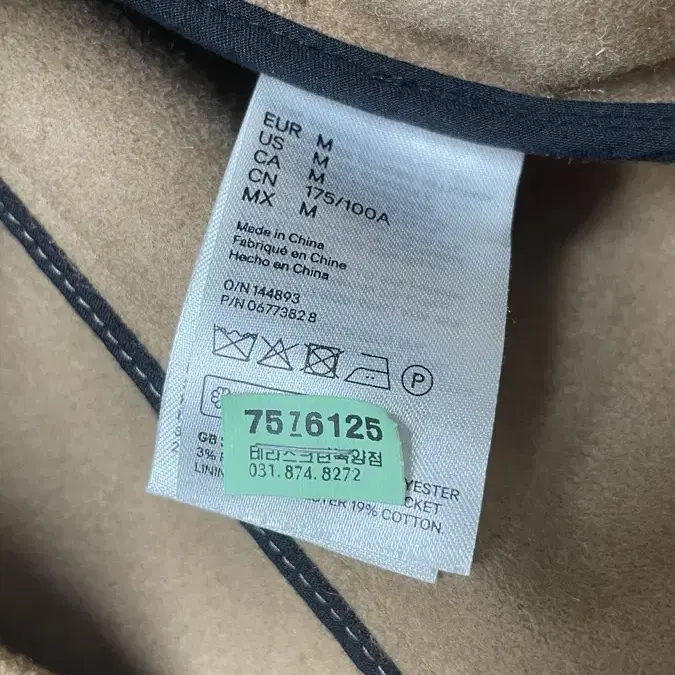 EUR M
US M
CA M
CN 175/100A
MX M
Made in China
Fabriqué en Chine
Hecho en China
O/N 144893
P/N 0677382 8
P
7576125
031.874.8272
GB
3%
YESTER
LININ
CKET
19% COTTON